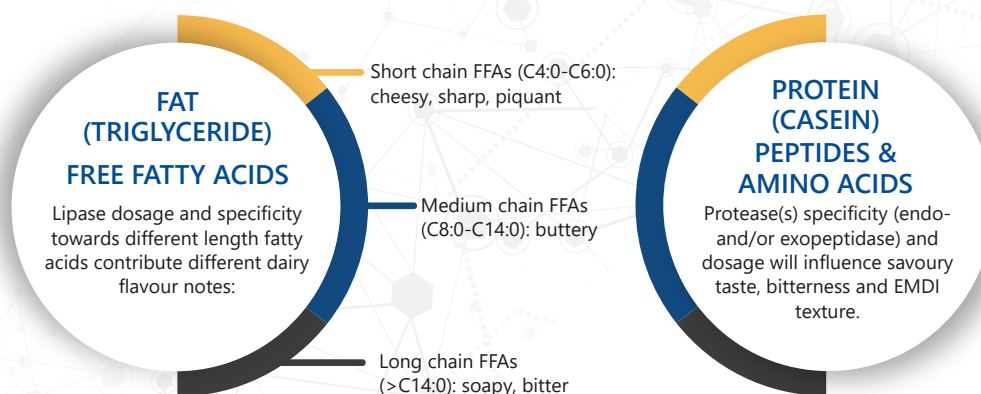 FAT
(TRIGLYCERIDE)
FREE FATTY ACIDS
Lipase dosage and specificity
towards different length fatty
acids contribute different dairy
flavour notes:
Short chain FFAs (C4:0-C6:0):
cheesy, sharp, piquant
Medium chain FFAs
(C8:0-C14:0): buttery
Long chain FFAs
(>C14:0): soapy, bitter
PROTEIN
(CASEIN)
PEPTIDES &
AMINO ACIDS
Protease(s) specificity (endo-
and/or exopeptidase) and
dosage will influence savoury
taste, bitterness and EMDI
texture.